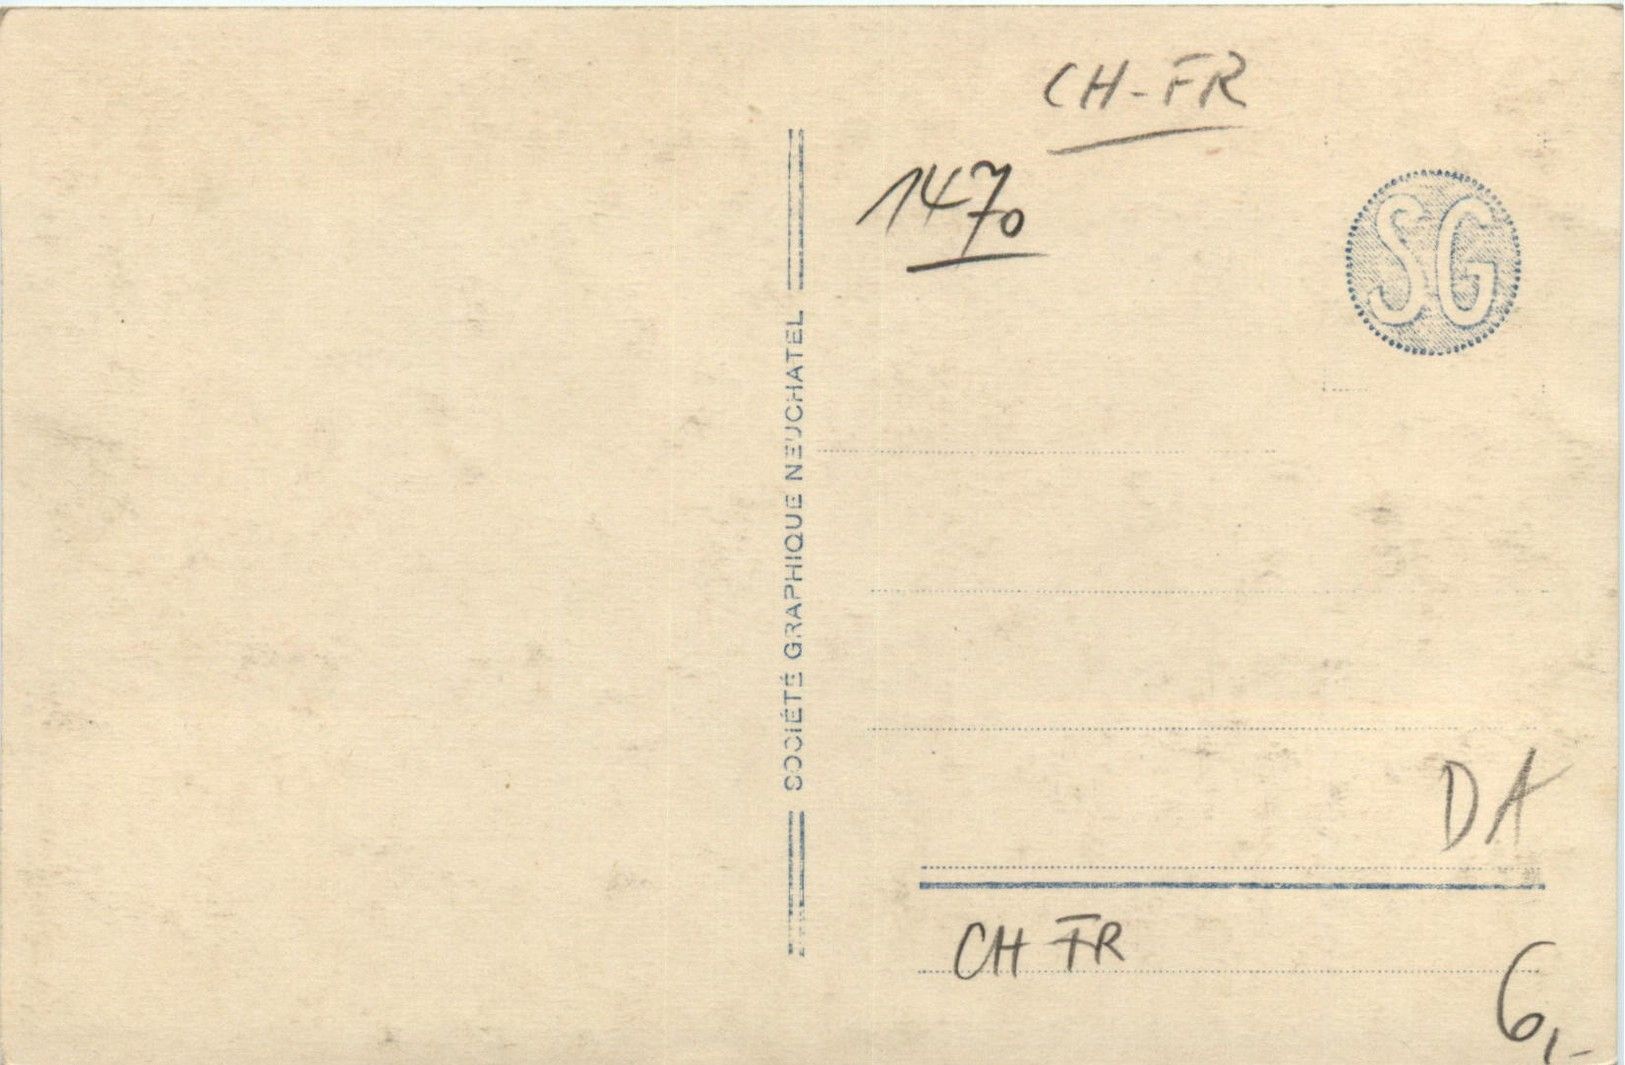 CH-FR
1470
SG
SOCIÉTÉ GRAPHIQUE NEUCHATEL
DA
CH FR
6,-